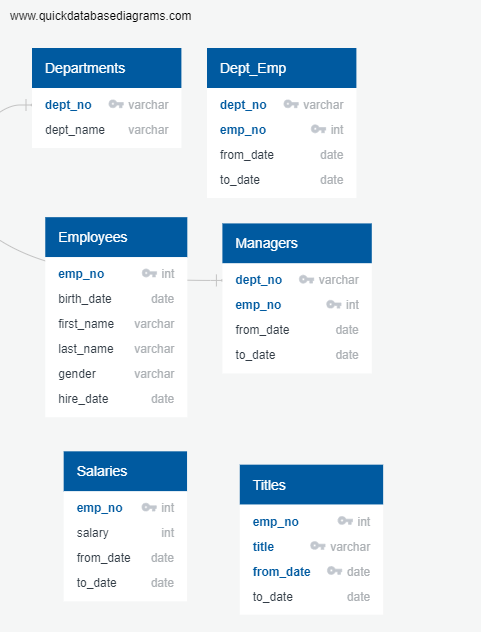 www.quickdatabasediagrams.com
Departments
dept_no varchar
dept_name varchar
Dept_Emp
dept_no varchar
emp_no int
from_date date
to_date date
Employees
emp_no int
birth_date date
first_name varchar
last_name varchar
gender varchar
hire_date date
Managers
dept_no varchar
emp_no int
from_date date
to_date date
Salaries
emp_no int
salary int
from_date date
to_date date
Titles
emp_no int
title varchar
from_date date
to_date date